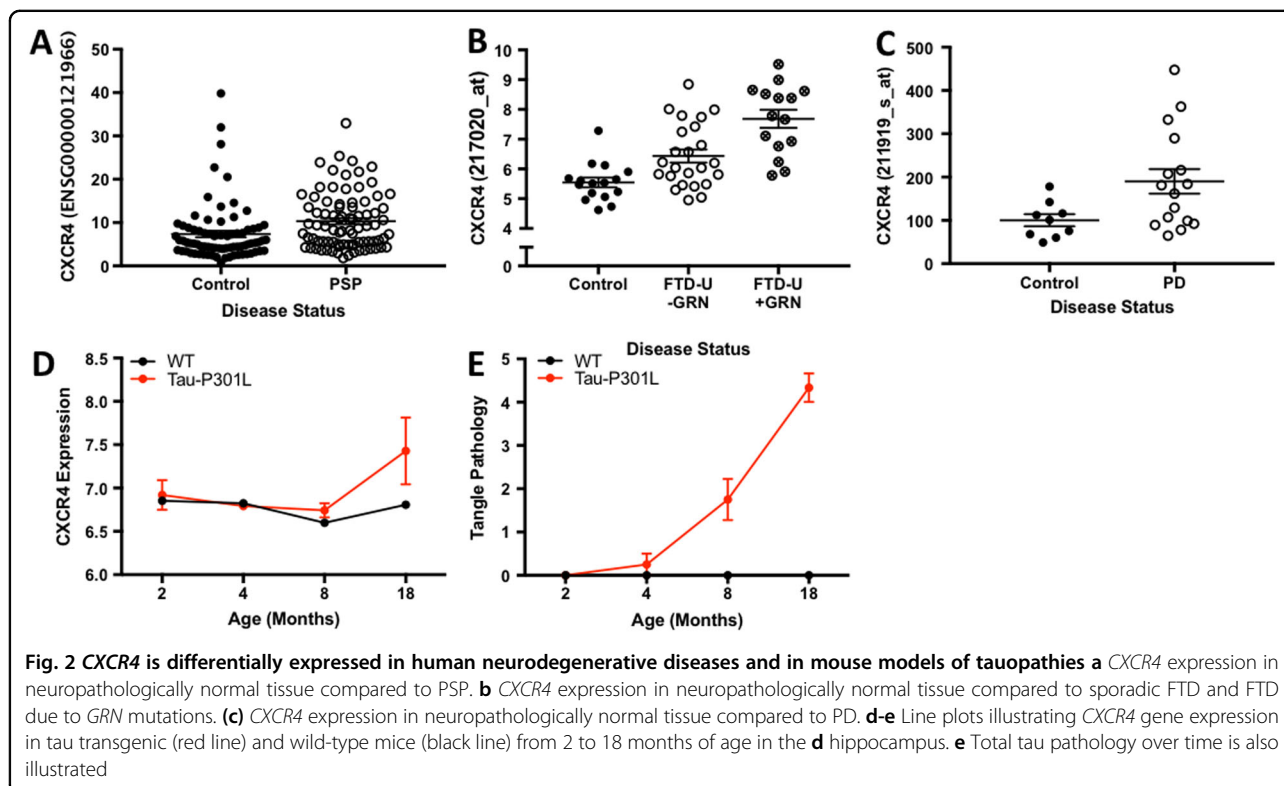 A
CXCR4 (ENSG00000121966)
50
40
30
20
10
0
Control
PSP
Disease Status
B
CXCR4 (217020_at)
10
9
8
7
6
5
4
0
Control
FTD-U
-GRN
FTD-U
+GRN
Disease Status
C
CXCR4 (211919_s_at)
500
400
300
200
100
0
Control
PD
Disease Status
D
WT
Tau-P301L
CXCR4 Expression
8.5
8.0
7.5
7.0
6.5
6.0
2
4
8
18
Age (Months)
E
WT
Tau-P301L
Tangle Pathology
5
4
3
2
1
0
2
4
8
18
Age (Months)
Fig. 2 CXCR4 is differentially expressed in human neurodegenerative diseases and in mouse models of tauopathies a CXCR4 expression in
neuropathologically normal tissue compared to PSP. b CXCR4 expression in neuropathologically normal tissue compared to sporadic FTD and FTD
due to GRN mutations. (c) CXCR4 expression in neuropathologically normal tissue compared to PD. d-e Line plots illustrating CXCR4 gene expression
in tau transgenic (red line) and wild-type mice (black line) from 2 to 18 months of age in the d hippocampus. e Total tau pathology over time is also
illustrated